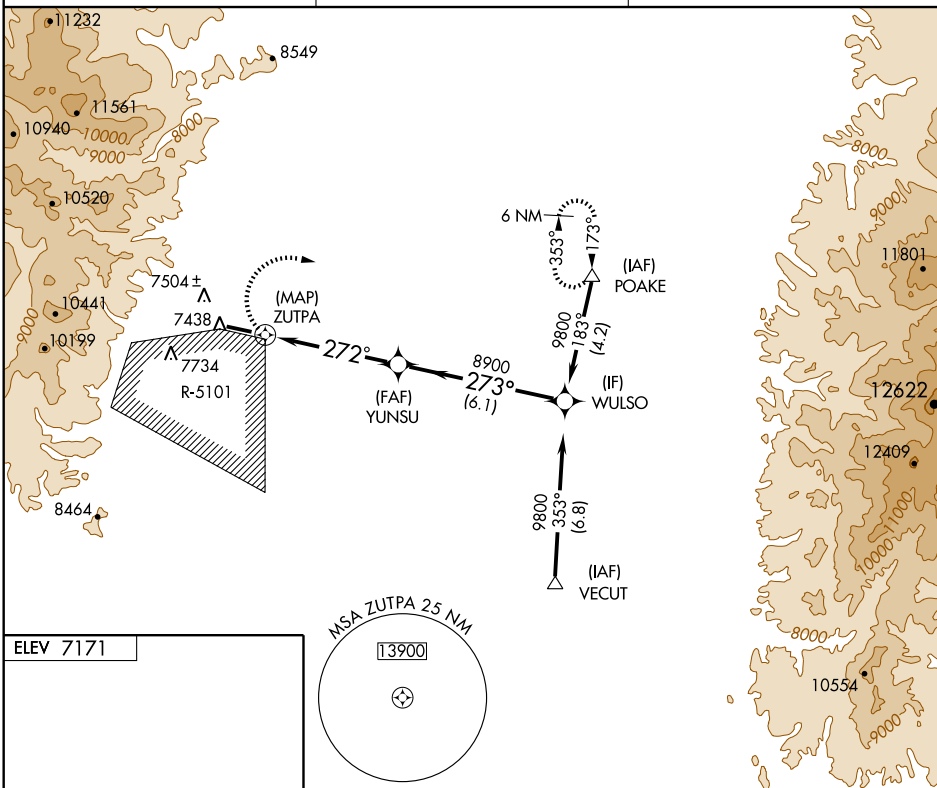 11232
8549
11561
10940
10000
8000
9000
10520
8000
9000
6 NM
353°
173°
(IAF)
POAKE
11801
7504 ±
(MAP)
ZUTPA
10441
9000
7438
10199
9800
183°
(4.2)
7734
R-5101
272°
8900
273°
(6.1)
(FAF)
YUNSU
(IF)
WULSO
12622
12409
8464
9800
353°
(6.8)
11000
10000
(IAF)
VECUT
MSA ZUTPA 25 NM
13900
8000
ELEV 7171
10554
9000